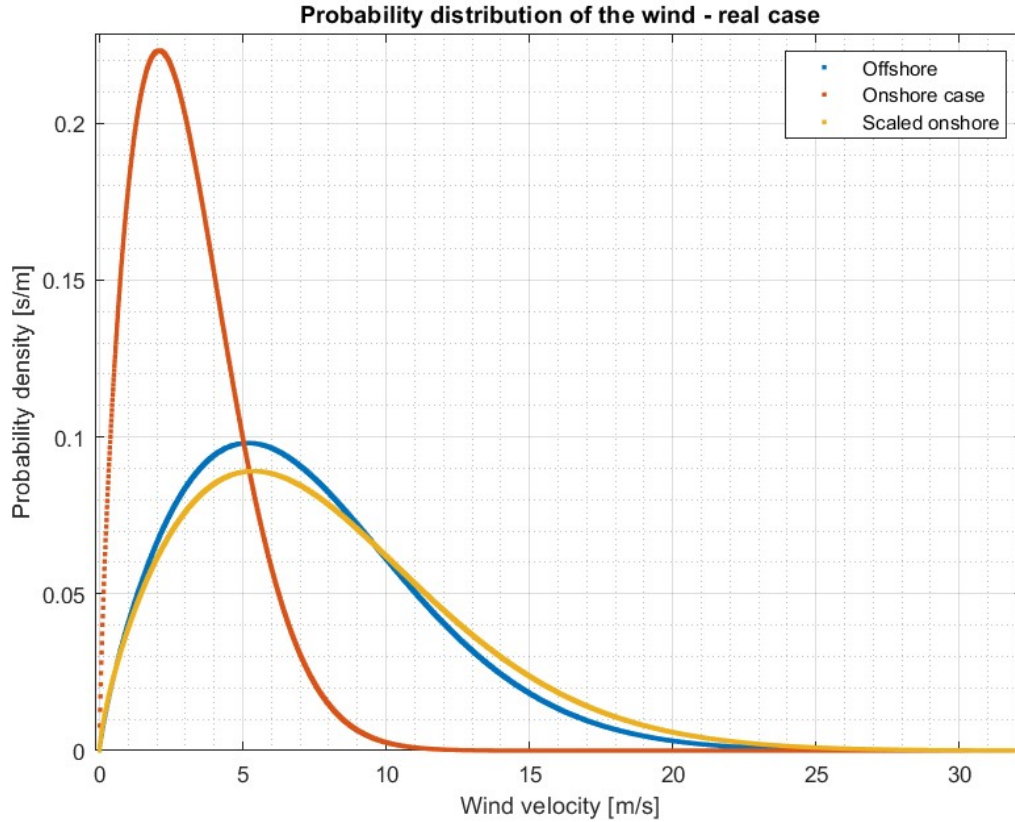 Probability distribution of the wind - real case
Offshore
Onshore case
Scaled onshore
Probability density [s/m]
0.2
0.15
0.1
0.05
0
0 5 10 15 20 25 30
Wind velocity [m/s]